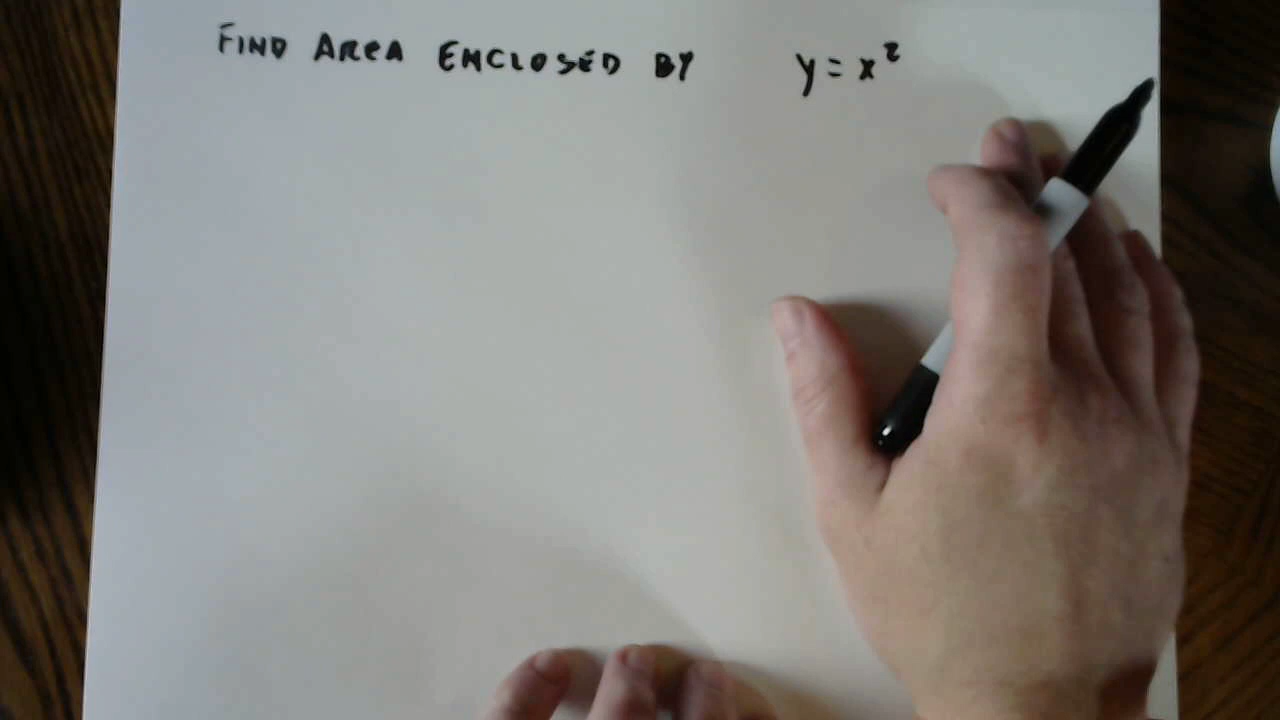 FIND AREA ENCLOSED BY y = x²